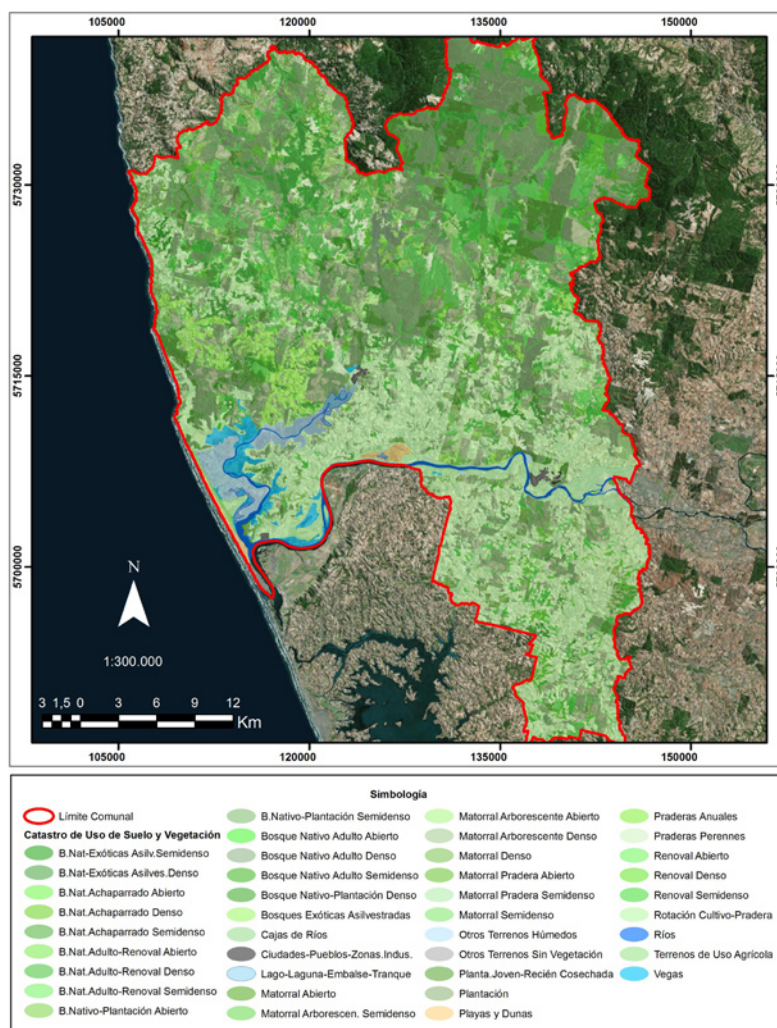 105000 120000 135000 150000
5730000
5715000
5700000
N
1:300.000
3 1,5 0 3 6 9 12
Km
105000 120000 135000 150000
Simbología
Límite Comunal
Catastro de Uso de Suelo y Vegetación
B.Nat-Exóticas Asilv.Semidenso
B.Nat-Exóticas Asilves.Denso
B.Nat.Achaparrado Abierto
B.Nat.Achaparrado Denso
B.Nat.Achaparrado Semidenso
B.Nat.Adulto-Renoval Abierto
B.Nat.Adulto-Renoval Denso
B.Nat.Adulto-Renoval Semidenso
B.Nativo-Plantación Abierto
B.Nativo-Plantación Semidenso
Bosque Nativo Adulto Abierto
Bosque Nativo Adulto Denso
Bosque Nativo Adulto Semidenso
Bosque Nativo-Plantación Denso
Bosques Exóticas Asilvestradas
Cajas de Ríos
Ciudades-Pueblos-Zonas.Indus.
Lago-Laguna-Embalse-Tranque
Matorral Abierto
Matorral Arborescen. Semidenso
Matorral Arborescente Abierto
Matorral Arborescente Denso
Matorral Denso
Matorral Pradera Abierto
Matorral Pradera Semidenso
Matorral Semidenso
Otros Terrenos Húmedos
Otros Terrenos Sin Vegetación
Planta.Joven-Recién Cosechada
Plantación
Playas y Dunas
Praderas Anuales
Praderas Perennes
Renoval Abierto
Renoval Denso
Renoval Semidenso
Rotación Cultivo-Pradera
Ríos
Terrenos de Uso Agrícola
Vegas